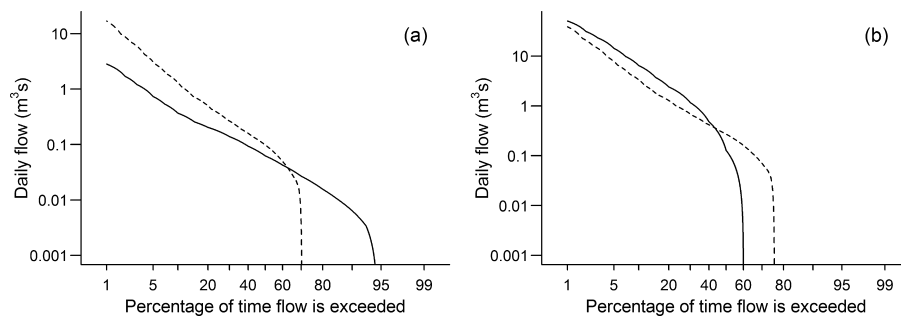 (a)
Daily flow (m³s)
10
1
0.1
0.01
0.001
1 5 20 40 60 80 95 99
Percentage of time flow is exceeded
(b)
Daily flow (m³s)
10
1
0.1
0.01
0.001
1 5 20 40 60 80 95 99
Percentage of time flow is exceeded